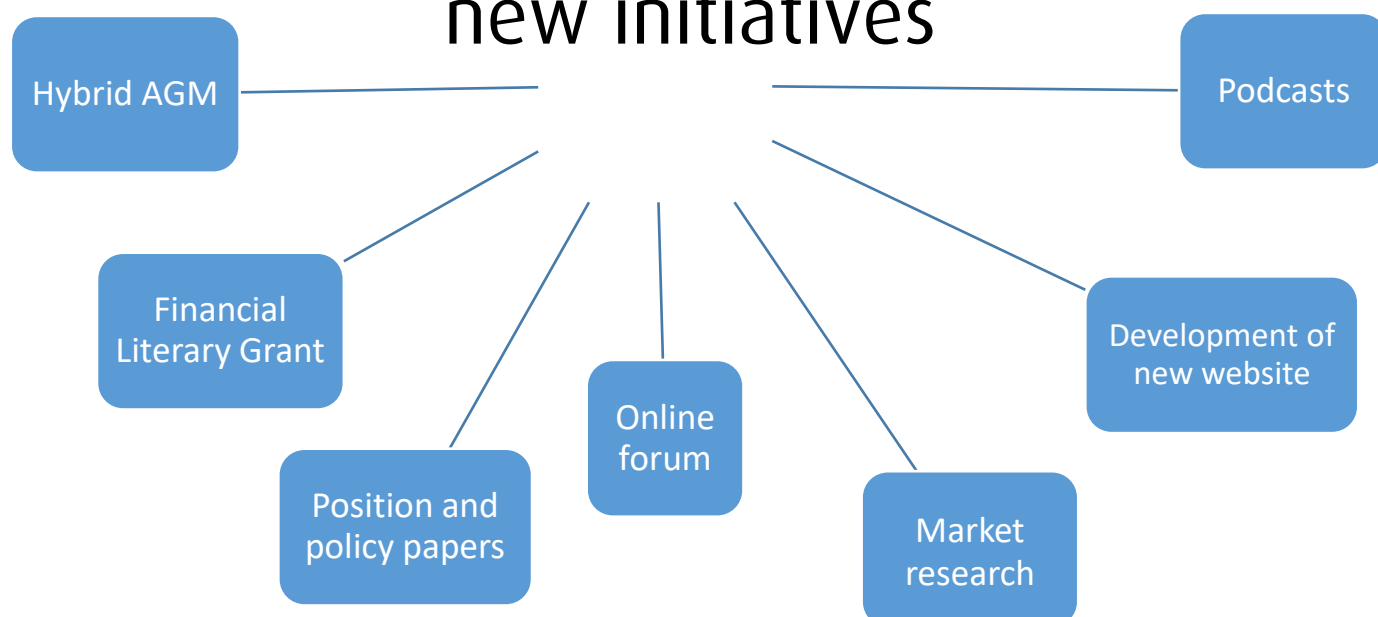 new initiatives
Hybrid AGM
Podcasts
Financial
Literary Grant
Development of
new website
Online
forum
Position and
policy papers
Market
research